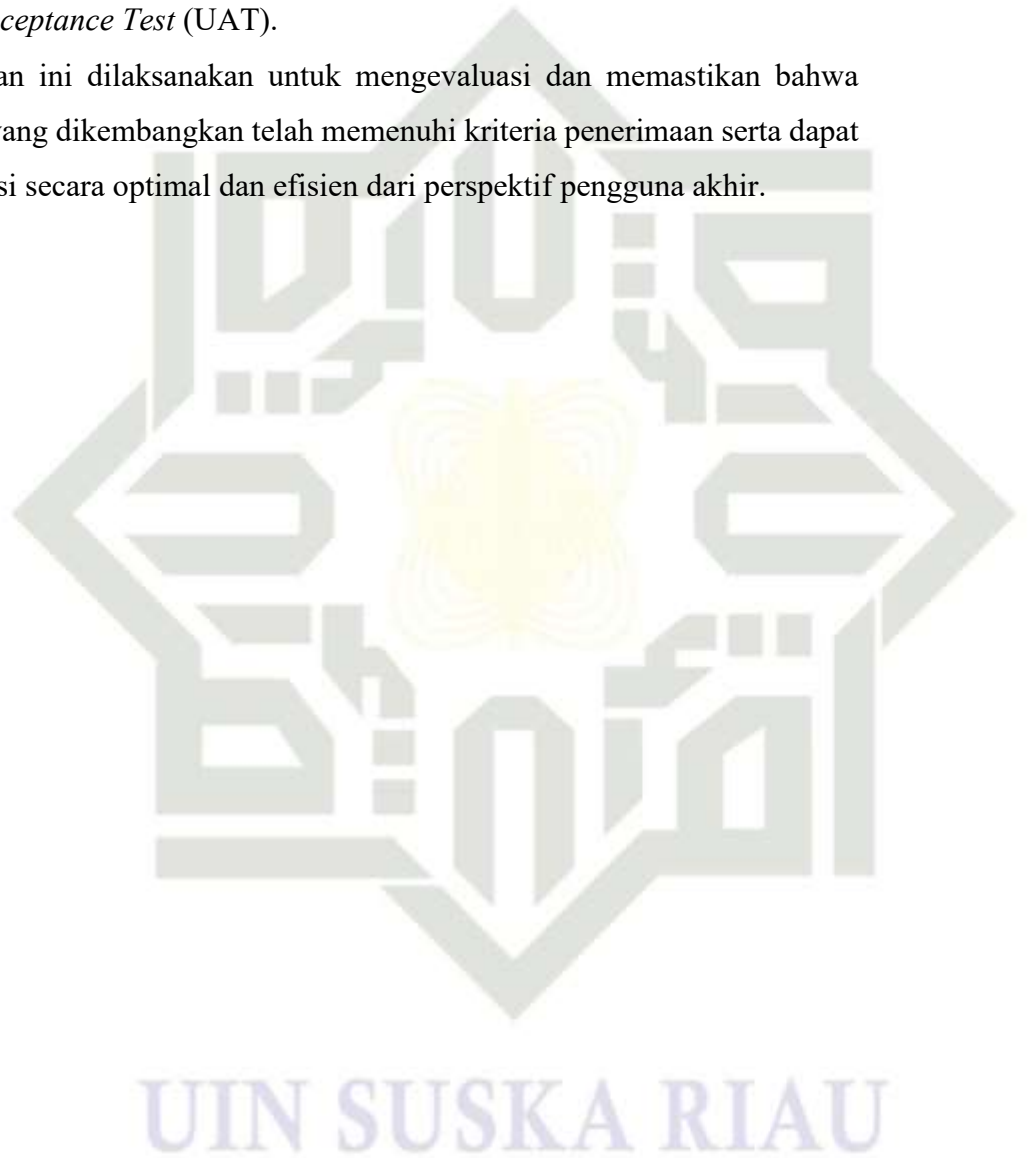 ceptance Test (UAT).
an ini dilaksanakan untuk mengevaluasi dan memastikan bahwa
yang dikembangkan telah memenuhi kriteria penerimaan serta dapat
si secara optimal dan efisien dari perspektif pengguna akhir.
UIN SUSKA RIAU